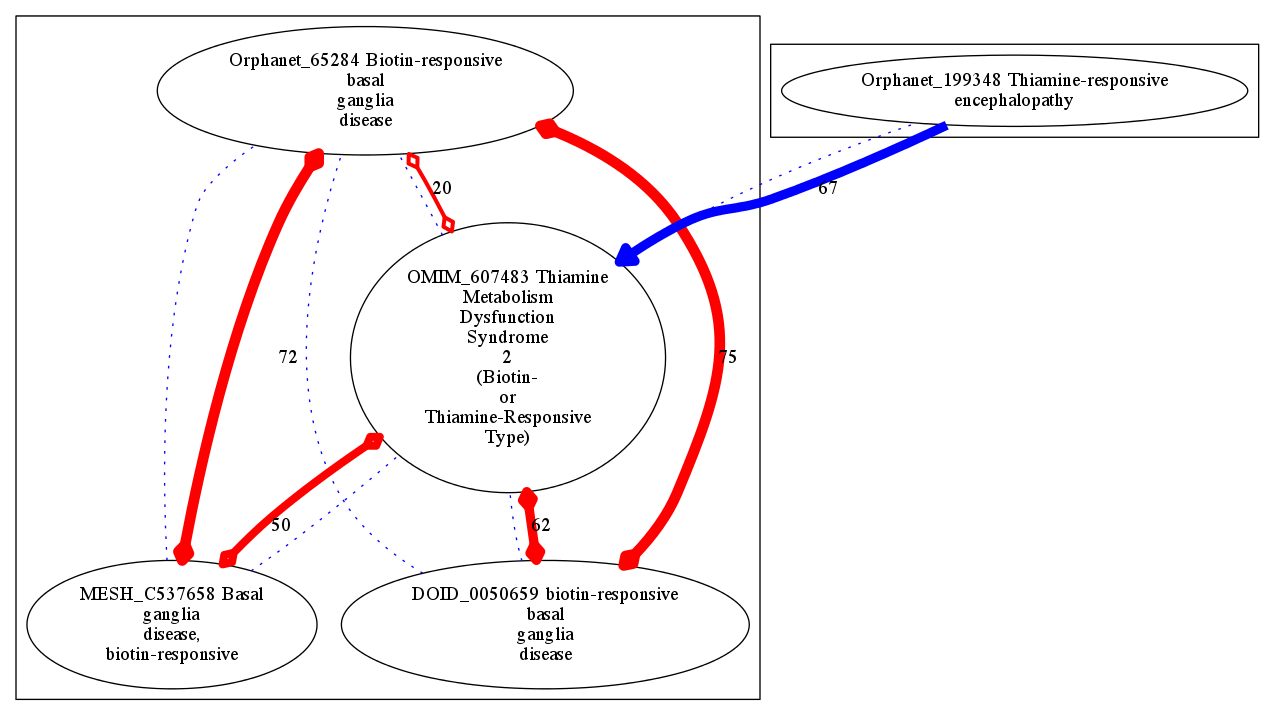 Orphanet_65284 Biotin-responsive
basal
ganglia
disease
Orphanet_199348 Thiamine-responsive
encephalopathy
20
67
OMIM_607483 Thiamine
Metabolism
Dysfunction
Syndrome
2
(Biotin-
or
Thiamine-Responsive
Type)
72
75
50
62
MESH_C537658 Basal
ganglia
disease,
biotin-responsive
DOID_0050659 biotin-responsive
basal
ganglia
disease